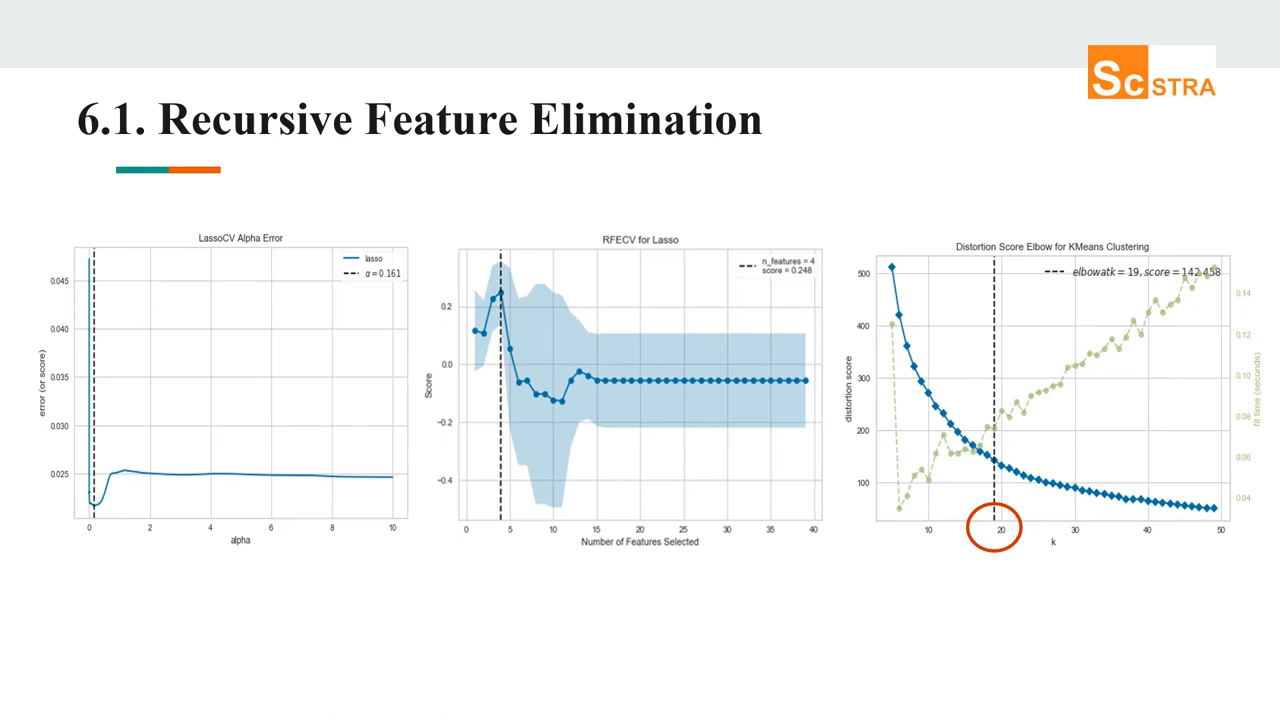 Sc STRA
6.1. Recursive Feature Elimination
LassoCV Alpha Error
lasso
α = 0.161
error (or score)
0.045
0.040
0.035
0.030
0.025
0 2 4 6 8 10
alpha
RFECV for Lasso
n_features = 4
score = 0.248
Score
0.2
0.0
−0.2
−0.4
0 5 10 15 20 25 30 35 40
Number of Features Selected
Distortion Score Elbow for KMeans Clustering
elbowatk = 19, score = 142.458
distortion score
500
400
300
200
100
10 20 30 40 50
k
0.14
0.12
0.10
0.08
0.06
0.04
fit time (seconds)